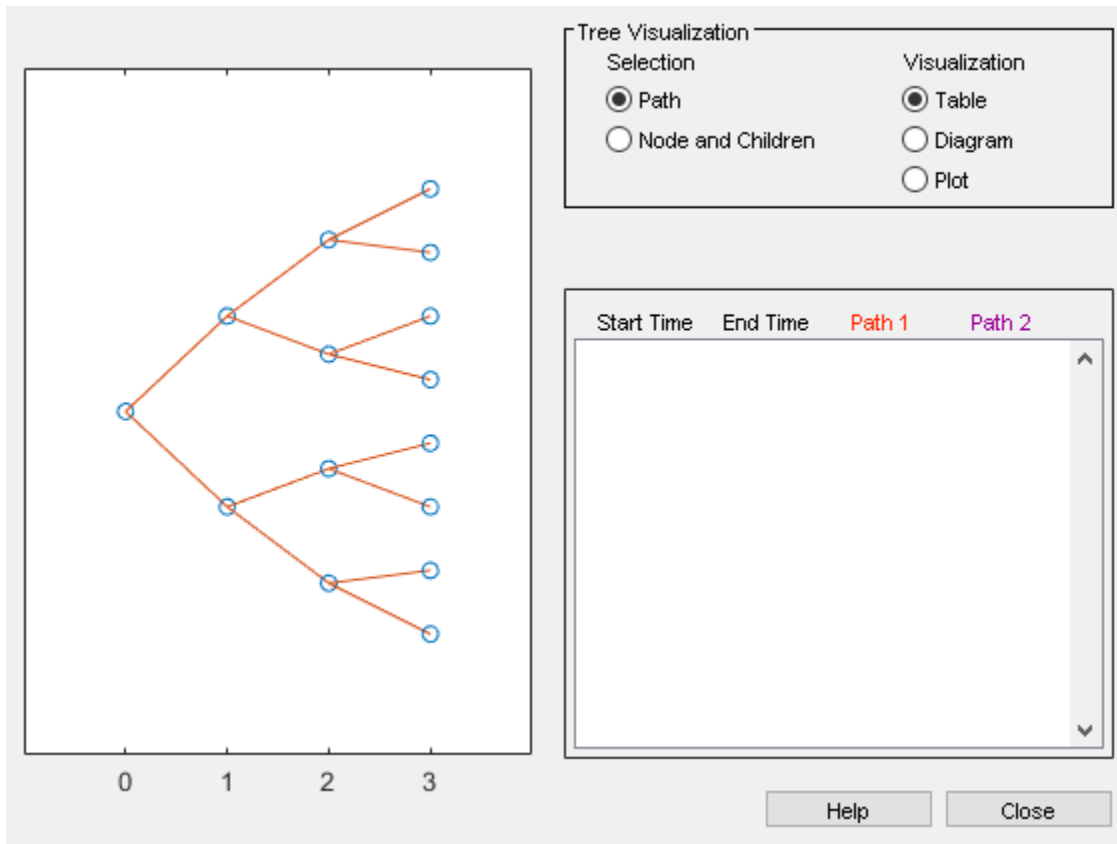 Tree Visualization
Selection
Visualization
Path
Table
Node and Children
Diagram
Plot
Start Time End Time Path 1 Path 2
0 1 2 3
Help
Close